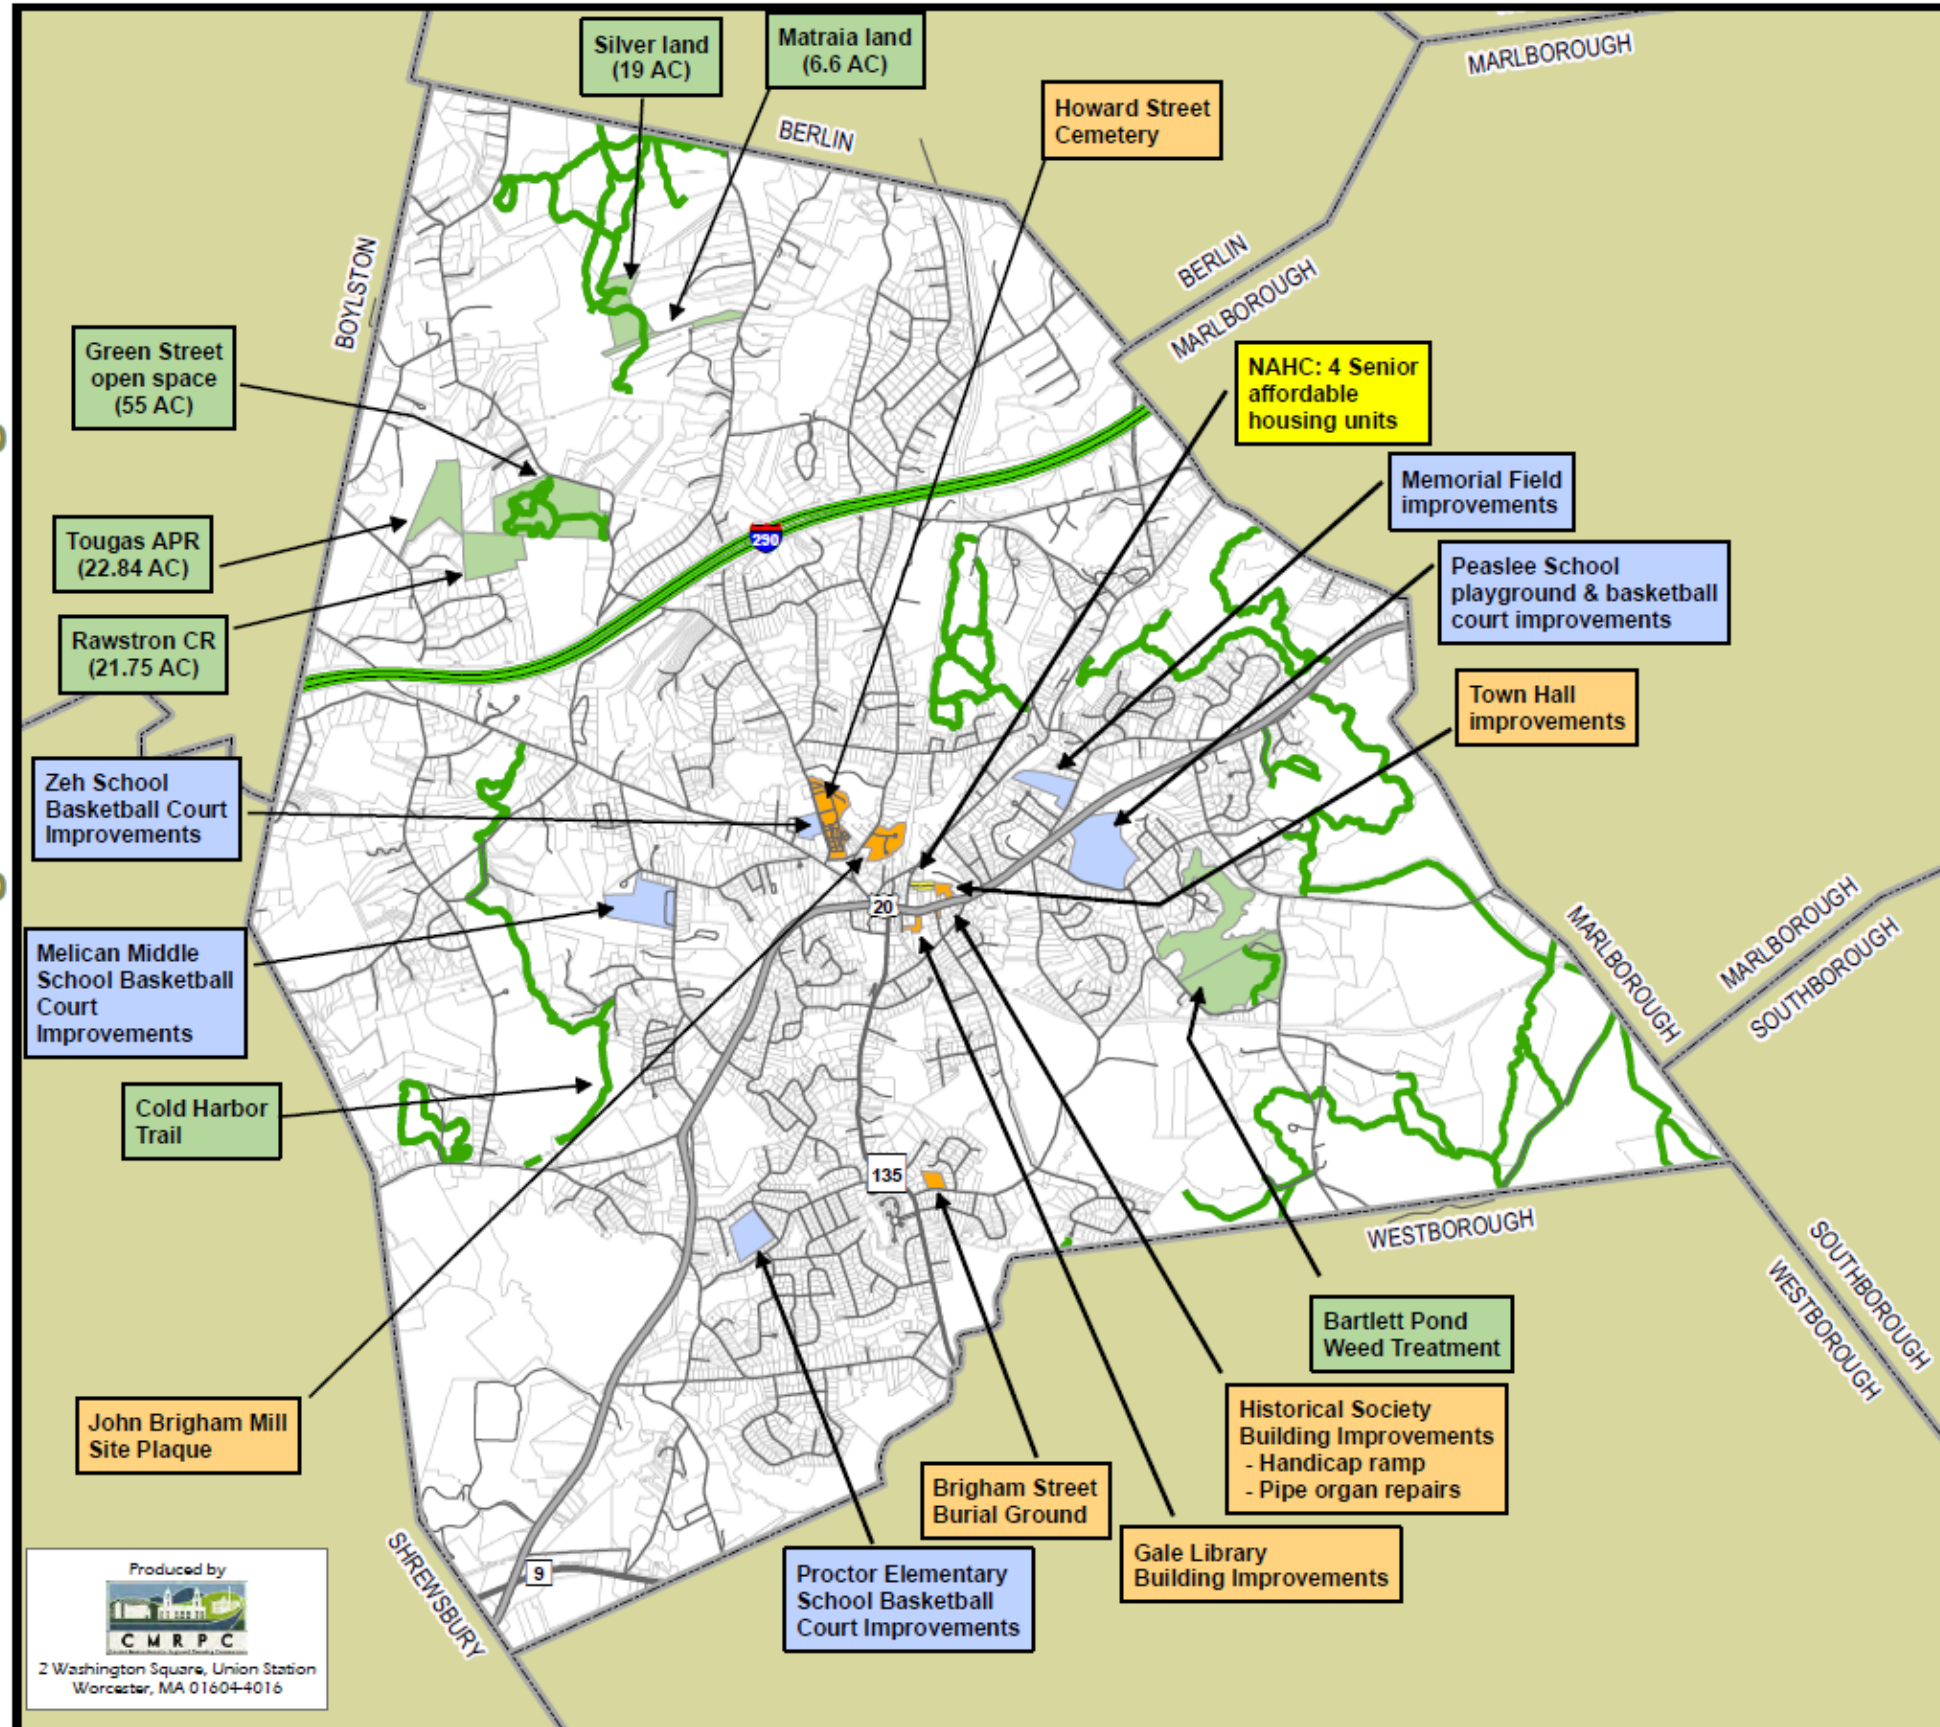 Silver land
(19 AC)
Matraia land
(6.6 AC)
MARLBOROUGH
Howard Street
Cemetery
BERLIN
BOYLSTON
BERLIN
MARLBOROUGH
Green Street
open space
(55 AC)
NAHC: 4 Senior
affordable
housing units
Memorial Field
improvements
Tougas APR
(22.84 AC)
290
Peaslee School
playground & basketball
court improvements
Rawstron CR
(21.75 AC)
Town Hall
improvements
Zeh School
Basketball Court
Improvements
20
Melican Middle
School Basketball
Court
Improvements
MARLBOROUGH
MARLBOROUGH
SOUTHBOROUGH
Cold Harbor
Trail
135
WESTBOROUGH
SOUTHBOROUGH
WESTBOROUGH
Bartlett Pond
Weed Treatment
John Brigham Mill
Site Plaque
Historical Society
Building Improvements
- Handicap ramp
- Pipe organ repairs
Brigham Street
Burial Ground
Gale Library
Building Improvements
Proctor Elementary
School Basketball
Court Improvements
SHREWSBURY
9
Produced by
C M R P C
2 Washington Square, Union Station
Worcester, MA 01604-4016